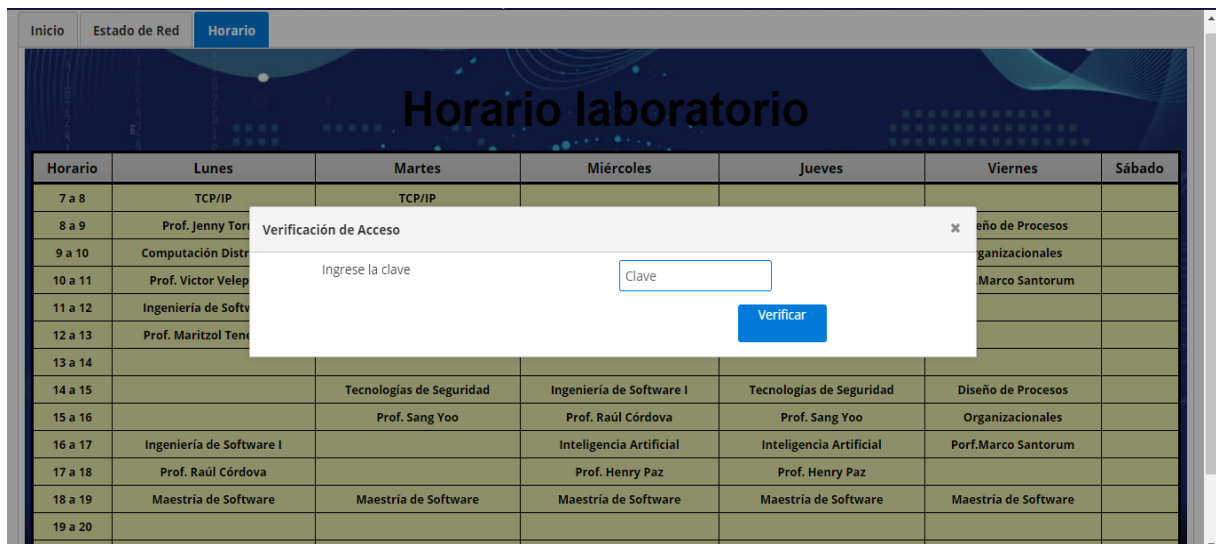 Inicio Estado de Red Horario
Horario laboratorio
Horario Lunes Martes Miércoles Jueves Viernes Sábado
7 a 8 TCP/IP TCP/IP
8 a 9 Prof. Jenny eño de Procesos
Verificación de Acceso ×
9 a 10 Computación ganizacionales
Ingrese la clave Clave
10 a 11 Prof. Victor .Marco Santorum
11 a 12 Ingeniería de
Verificar
12 a 13 Prof. Maritzol
13 a 14
14 a 15 Tecnologías de Seguridad Ingeniería de Software I Tecnologías de Seguridad Diseño de Procesos
15 a 16 Prof. Sang Yoo Prof. Raúl Córdova Prof. Sang Yoo Organizacionales
16 a 17 Ingeniería de Software I Inteligencia Artificial Inteligencia Artificial Porf.Marco Santorum
17 a 18 Prof. Raúl Córdova Prof. Henry Paz Prof. Henry Paz
18 a 19 Maestría de Software Maestría de Software Maestría de Software Maestría de Software Maestría de Software
19 a 20